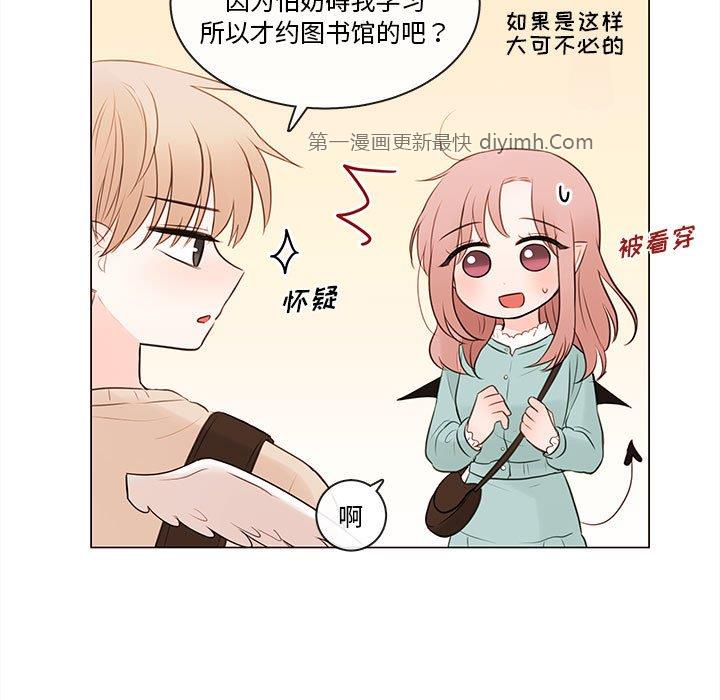 因为怕妨碍我学习
所以才约图书馆的吧？
如果是这样
大可不必的
第一漫画更新最快 diyimh.Com
被看穿
怀疑
啊